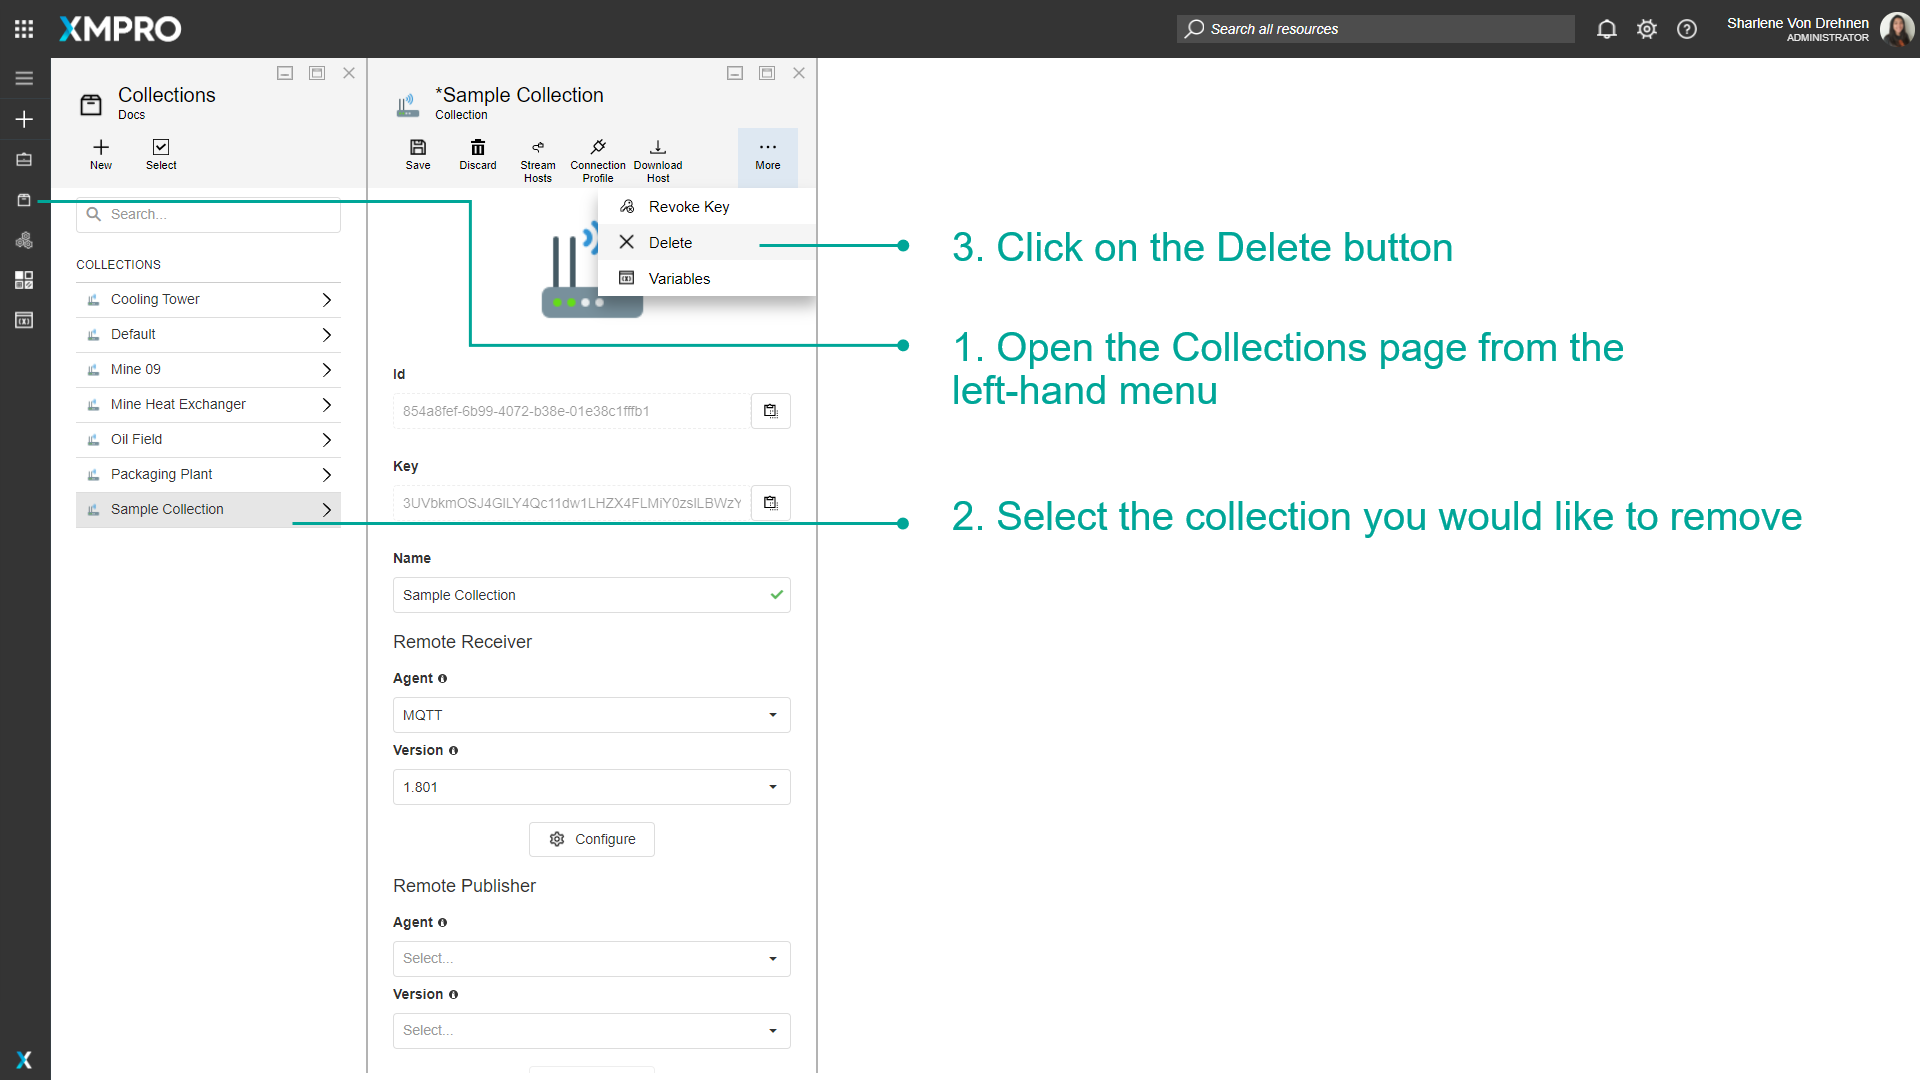 XMPRO
Search all resources
Sharlene Von Drehnen
ADMINISTRATOR
Collections
Docs
New
Select
Search...
COLLECTIONS
Cooling Tower
Default
Mine 09
Mine Heat Exchanger
Oil Field
Packaging Plant
Sample Collection
*Sample Collection
Collection
Save
Discard
Stream Hosts
Connection Profile
Download Host
More
Revoke Key
Delete
Variables
Id
854a8fef-6b99-4072-b38e-01e38c1fffb1
Key
Name
Sample Collection
Remote Receiver
Agent
MQTT
Version
1.801
Configure
Remote Publisher
Agent
Select...
Version
Select...
3. Click on the Delete button
1. Open the Collections page from the
left-hand menu
2. Select the collection you would like to remove